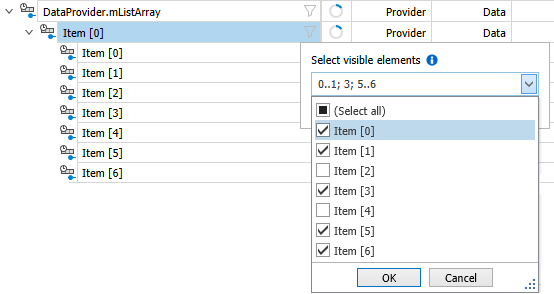 DataProvider.mListArray Provider Data
Item [0] Provider Data
Item [0]
Item [1]
Item [2]
Item [3]
Item [4]
Item [5]
Item [6]
Select visible elements
0..1; 3; 5..6
(Select all)
Item [0]
Item [1]
Item [2]
Item [3]
Item [4]
Item [5]
Item [6]
OK Cancel